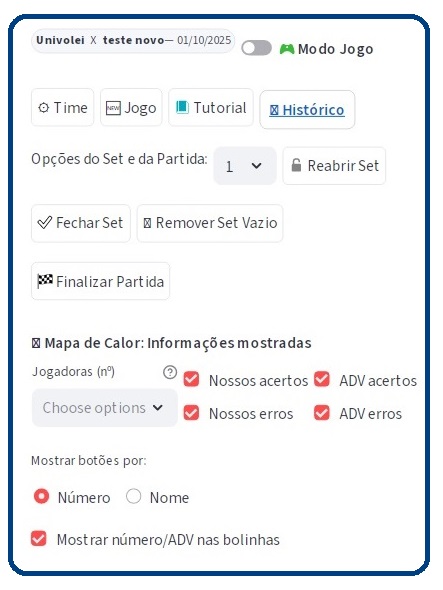 Univolei X teste novo— 01/10/2025
Modo Jogo
Time NEW Jogo Tutorial Histórico
Opções do Set e da Partida: 1 Reabrir Set
Fechar Set Remover Set Vazio
Finalizar Partida
Mapa de Calor: Informações mostradas
Jogadoras (nº) ?
Choose options
Nossos acertos ADV acertos
Nossos erros ADV erros
Mostrar botões por:
Número Nome
Mostrar número/ADV nas bolinhas